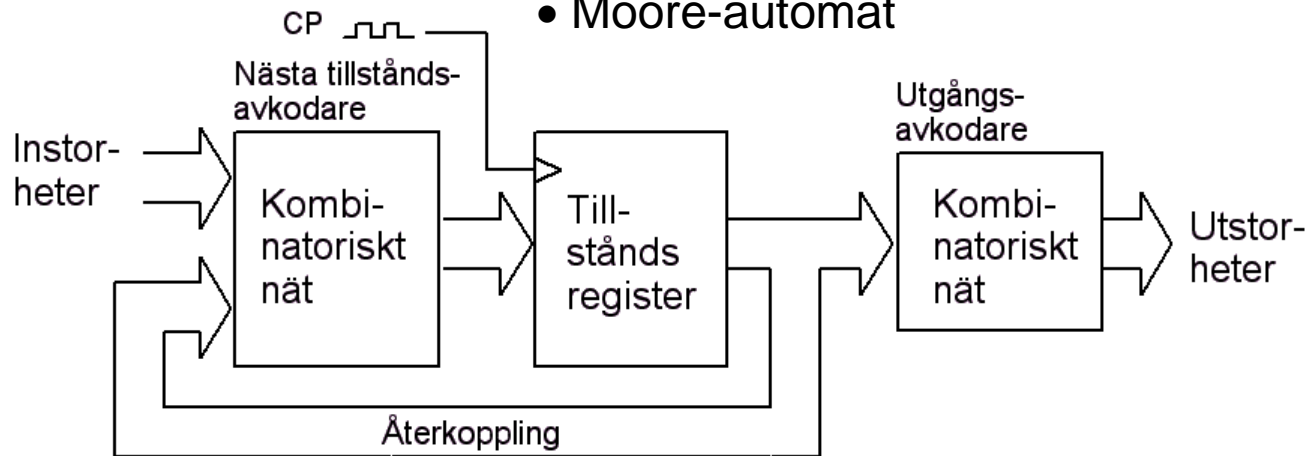 • Moore-automat
CP
Nästa tillstånds-
avkodare
Utgångs-
avkodare
Instor-
heter
Kombi-
natoriskt
nät
Till-
stånds
register
Kombi-
natoriskt
nät
Utstor-
heter
Återkoppling